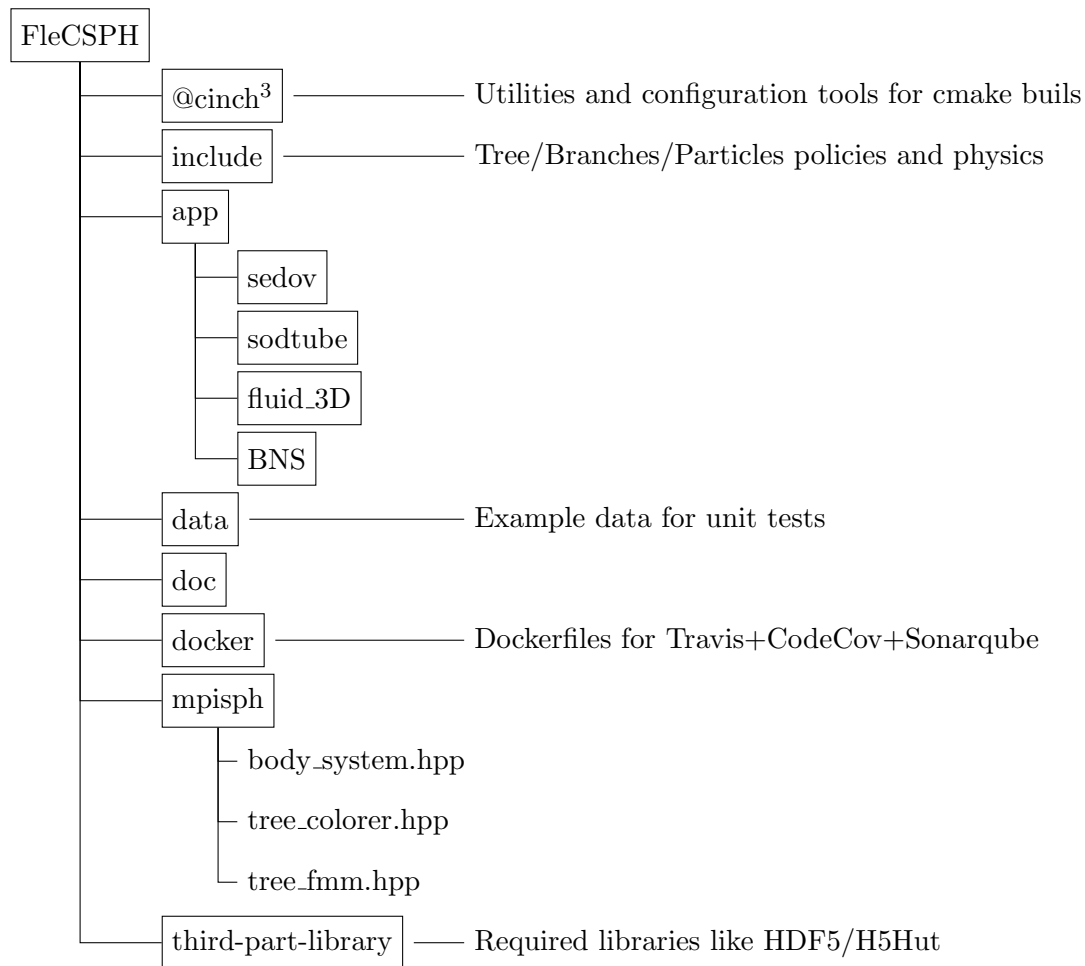 FleCSPH
@cinch³ Utilities and configuration tools for cmake buils
include Tree/Branches/Particles policies and physics
app
sedov
sodtube
fluid_3D
BNS
data Example data for unit tests
doc
docker Dockerfiles for Travis+CodeCov+Sonarqube
mpisph
body_system.hpp
tree_colorer.hpp
tree_fmm.hpp
third-part-library Required libraries like HDF5/H5Hut